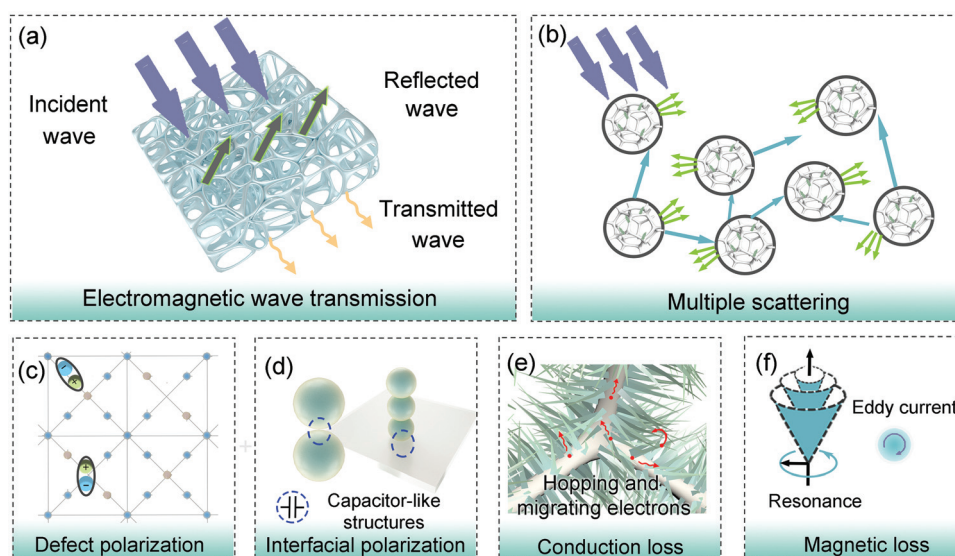 (a)
Incident
wave
Reflected
wave
Transmitted
wave
Electromagnetic wave transmission
(b)
Multiple scattering
(c)
-
+
+
-
Defect polarization
(d)
Capacitor-like
structures
Interfacial polarization
(e)
Hopping and
migrating electrons
Conduction loss
(f)
Eddy current
Resonance
Magnetic loss